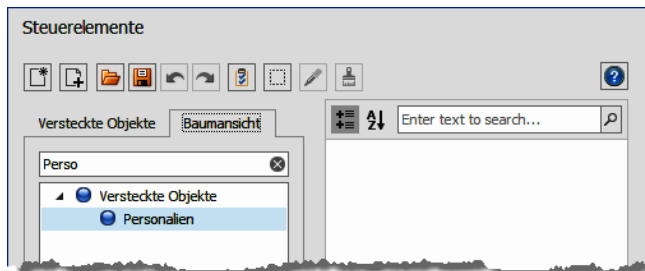 Steuerelemente
Versteckte Objekte
Baumansicht
Enter text to search...
Perso
Versteckte Objekte
Personalien